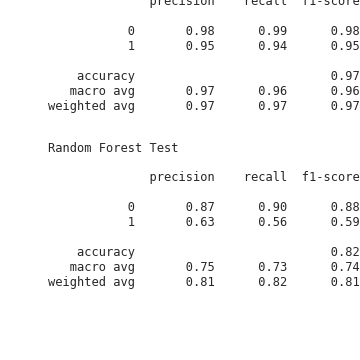 precision recall f1-score
0 0.98 0.99 0.98
1 0.95 0.94 0.95
accuracy 0.97
macro avg 0.97 0.96 0.96
weighted avg 0.97 0.97 0.97
Random Forest Test
precision recall f1-score
0 0.87 0.90 0.88
1 0.63 0.56 0.59
accuracy 0.82
macro avg 0.75 0.73 0.74
weighted avg 0.81 0.82 0.81